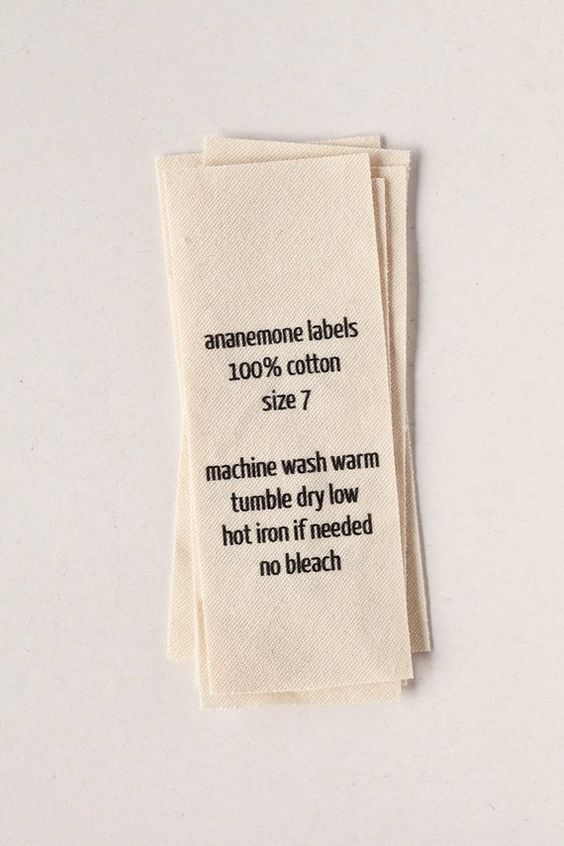 ananemone labels
100% cotton
size 7
machine wash warm
tumble dry low
hot iron if needed
no bleach